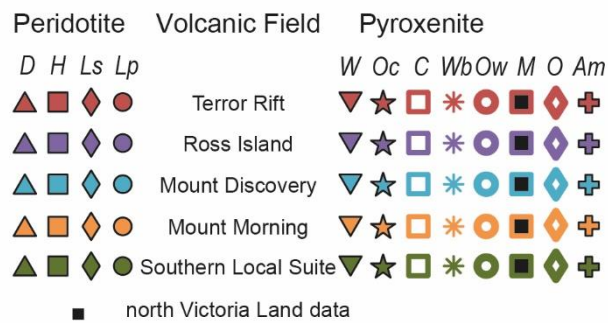 Peridotite Volcanic Field Pyroxenite
D H Ls Lp W Oc C Wb Ow M O Am
Terror Rift
Ross Island
Mount Discovery
Mount Morning
Southern Local Suite
north Victoria Land data